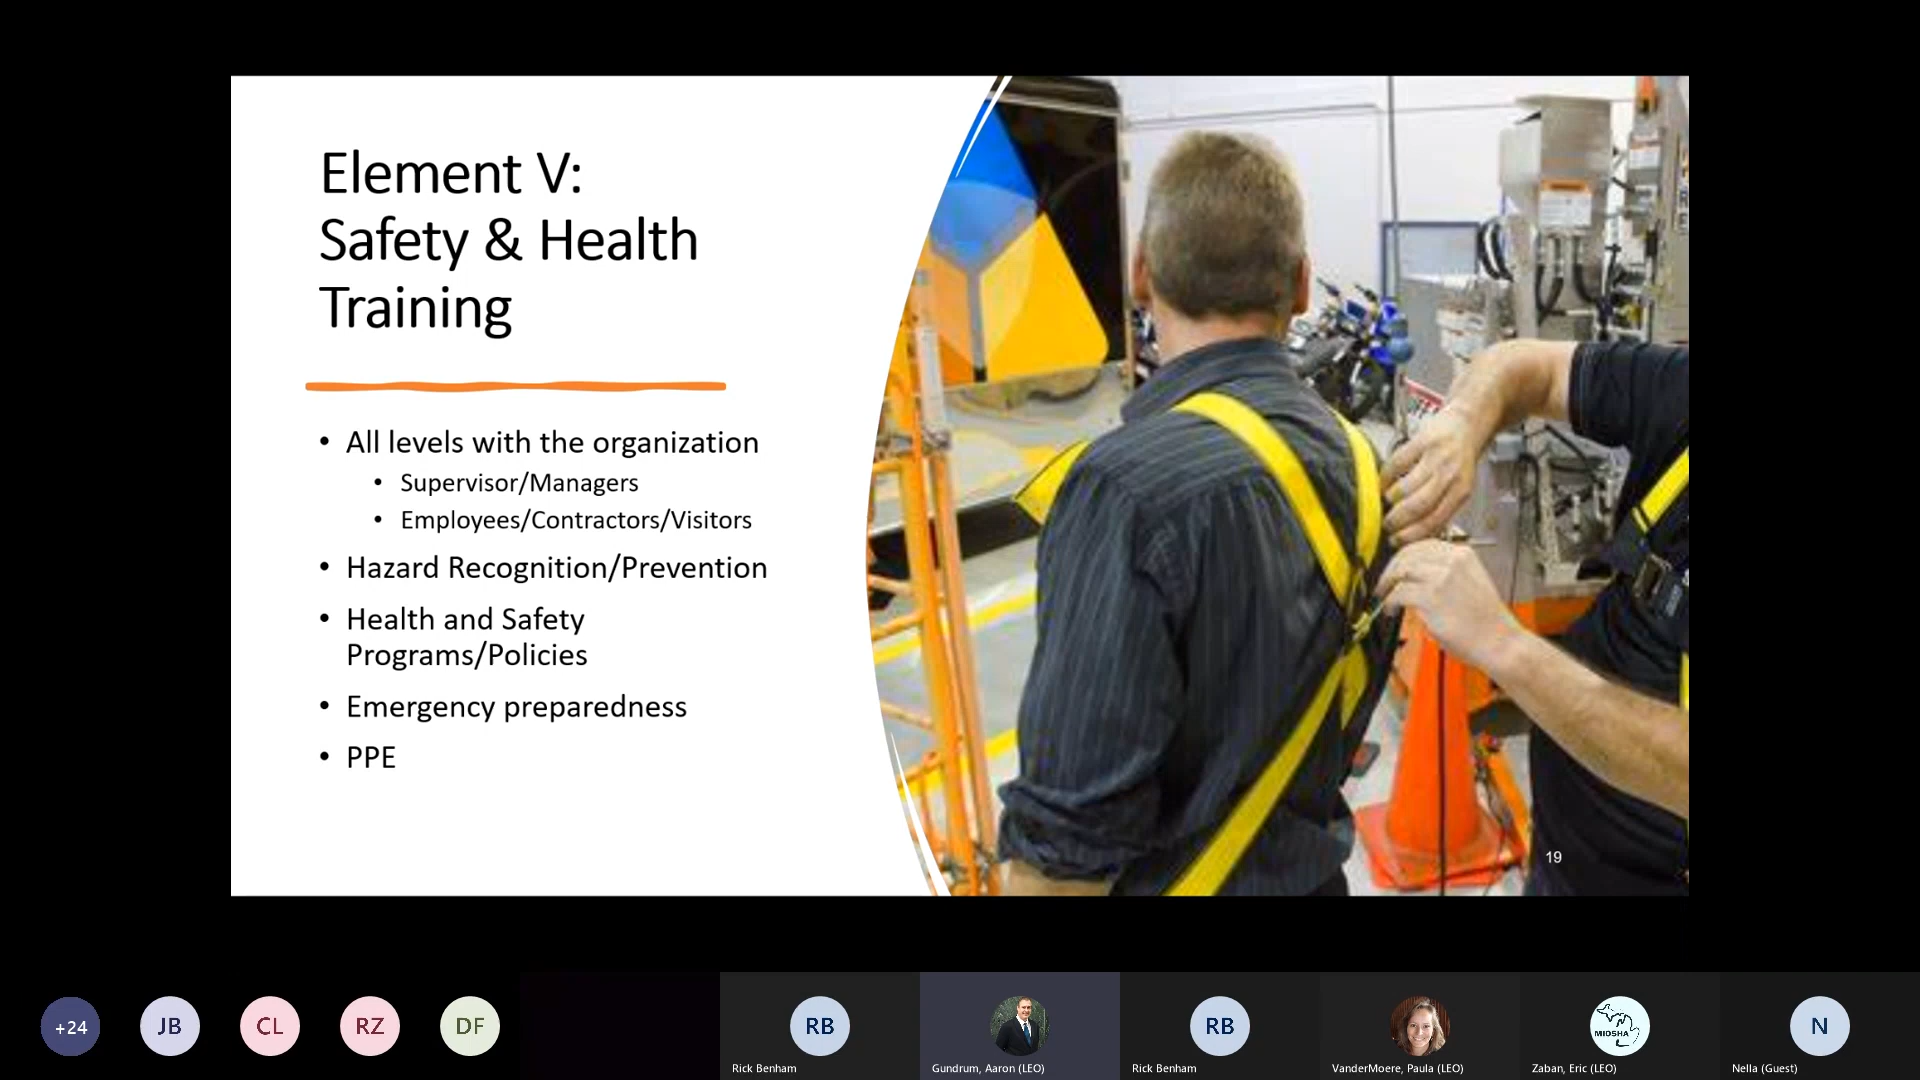 Element V:
Safety & Health
Training
• All levels with the organization
• Supervisor/Managers
• Employees/Contractors/Visitors
• Hazard Recognition/Prevention
• Health and Safety
Programs/Policies
• Emergency preparedness
• PPE
19
+24
JB
CL
RZ
DF
RB
RB
MIOSHA
N
Rick Benham
Gundrum, Aaron (LEO)
Rick Benham
VanderMoere, Paula (LEO)
Zaban, Eric (LEO)
Nella (Guest)